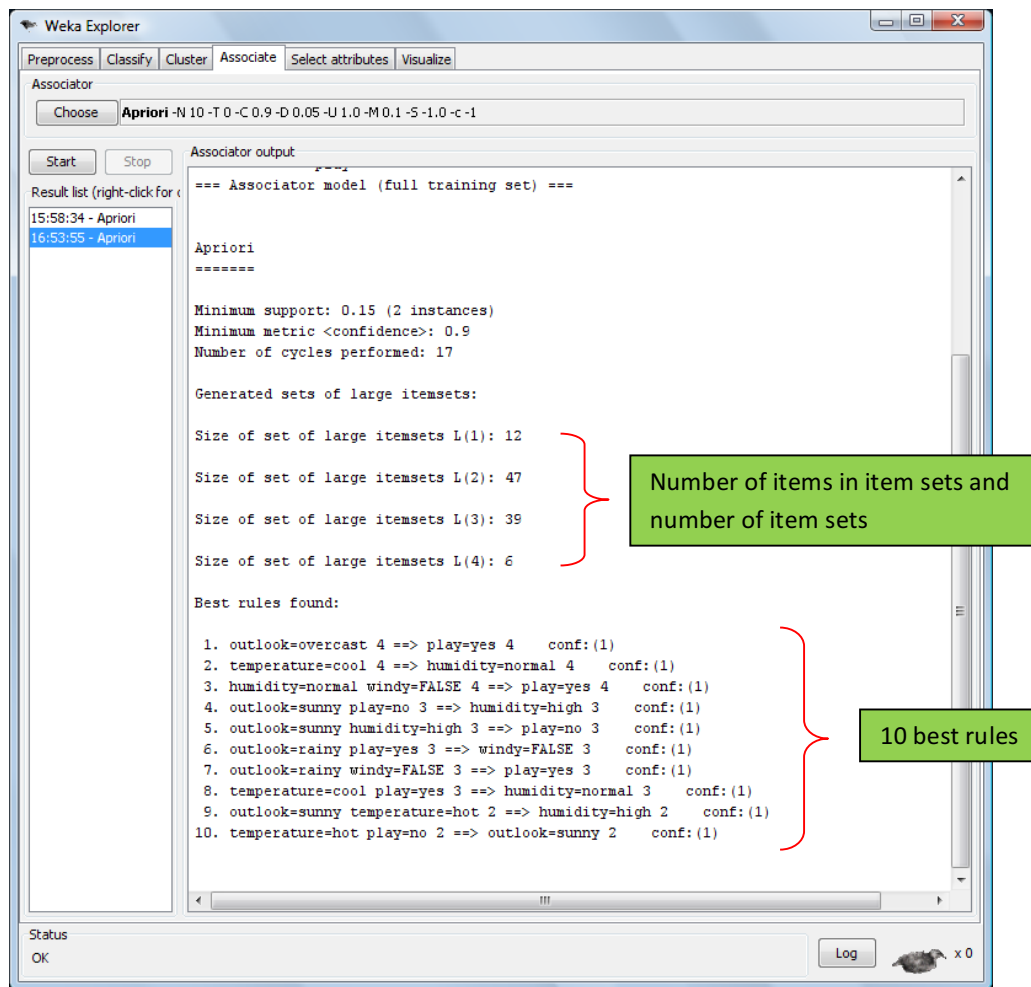 Weka Explorer
Preprocess Classify Cluster Associate Select attributes Visualize
Associator
Choose Apriori -N 10 -T 0 -C 0.9 -D 0.05 -U 1.0 -M 0.1 -S -1.0 -c -1
Start Stop
Result list (right-click for
15:58:34 - Apriori
16:53:55 - Apriori
Associator output
=== Associator model (full training set) ===
Apriori
=======
Minimum support: 0.15 (2 instances)
Minimum metric <confidence>: 0.9
Number of cycles performed: 17
Generated sets of large itemsets:
Size of set of large itemsets L(1): 12
Size of set of large itemsets L(2): 47
Size of set of large itemsets L(3): 39
Size of set of large itemsets L(4): 6
Number of items in item sets and
number of item sets
Best rules found:
1. outlook=overcast 4 ==> play=yes 4 conf:(1)
2. temperature=cool 4 ==> humidity=normal 4 conf:(1)
3. humidity=normal windy=FALSE 4 ==> play=yes 4 conf:(1)
4. outlook=sunny play=no 3 ==> humidity=high 3 conf:(1)
5. outlook=sunny humidity=high 3 ==> play=no 3 conf:(1)
6. outlook=rainy play=yes 3 ==> windy=FALSE 3 conf:(1)
7. outlook=rainy windy=FALSE 3 ==> play=yes 3 conf:(1)
8. temperature=cool play=yes 3 ==> humidity=normal 3 conf:(1)
9. outlook=sunny temperature=hot 2 ==> humidity=high 2 conf:(1)
10. temperature=hot play=no 2 ==> outlook=sunny 2 conf:(1)
10 best rules
Status
OK
Log x 0